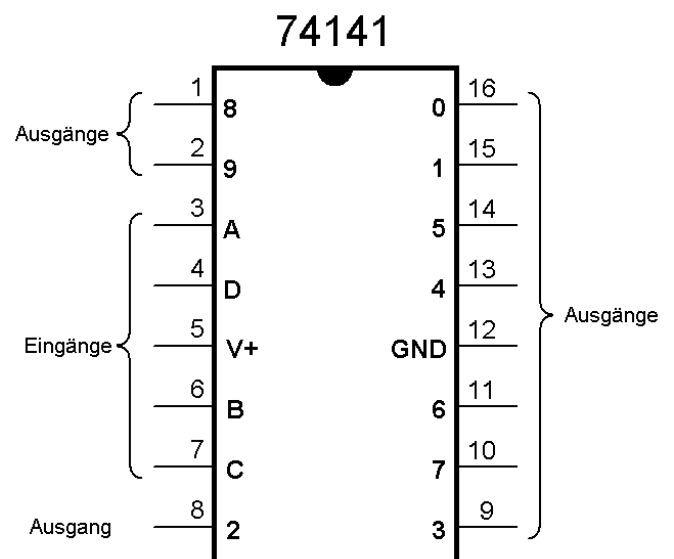 74141
1 8 0 16
Ausgänge
2 9 1 15
3 A 5 14
4 D 4 13
Ausgänge
Eingänge 5 V+ GND 12
6 B 6 11
7 C 7 10
Ausgang 8 2 3 9